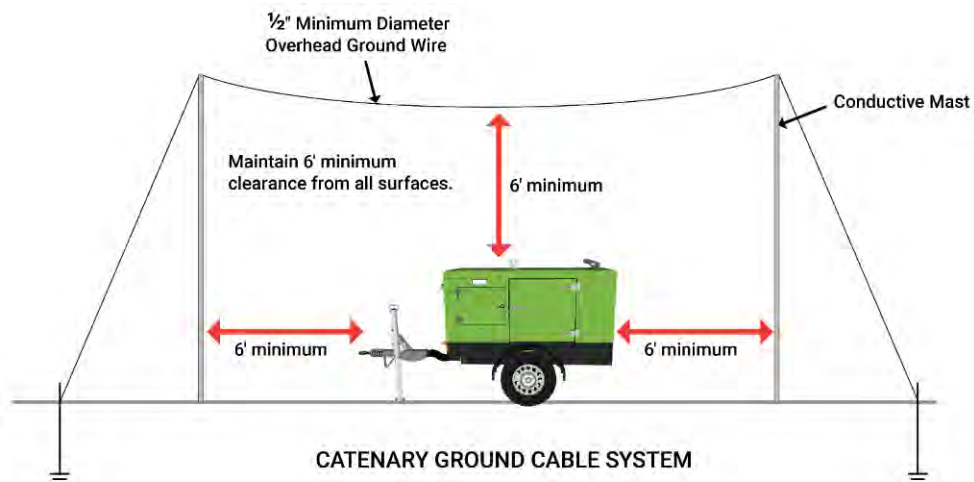 ½" Minimum Diameter
Overhead Ground Wire
Conductive Mast
Maintain 6' minimum
clearance from all surfaces.
6' minimum
6' minimum
6' minimum
CATENARY GROUND CABLE SYSTEM